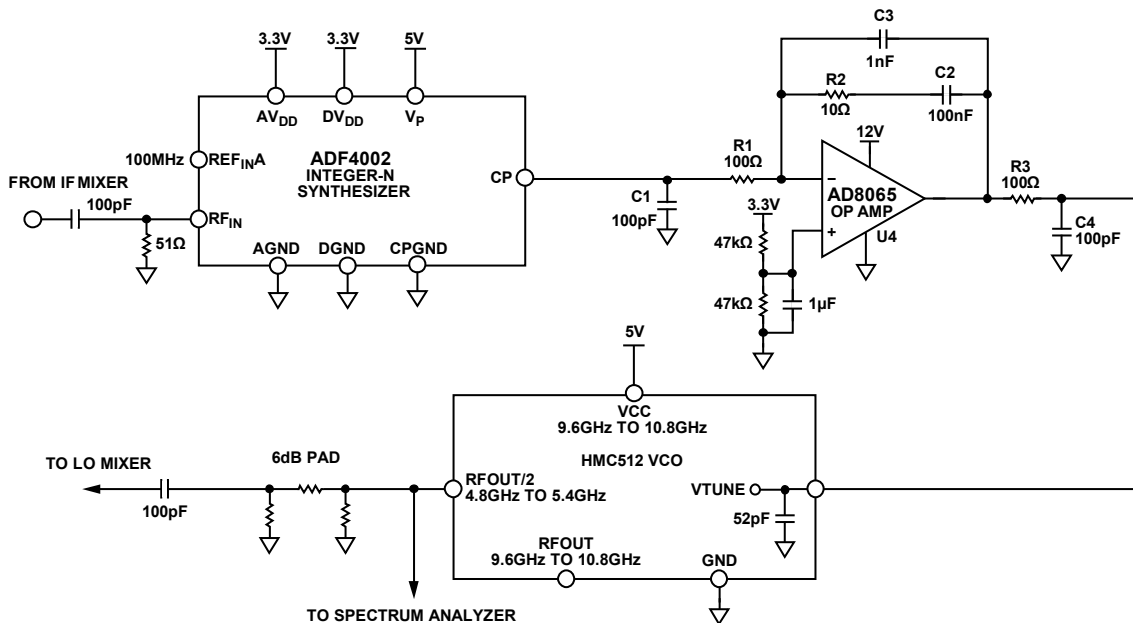 3.3V
3.3V
5V
AVDD
DVDD
VP
100MHz
REFINA
ADF4002
INTEGER-N
SYNTHESIZER
CP
FROM IF MIXER
100pF
RFIN
51Ω
AGND
DGND
CPGND
C1
100pF
R1
100Ω
C3
1nF
R2
10Ω
C2
100nF
12V
–
AD8065
OP AMP
+
U4
3.3V
47kΩ
47kΩ
1µF
R3
100Ω
C4
100pF
5V
VCC
9.6GHz TO 10.8GHz
HMC512 VCO
TO LO MIXER
100pF
6dB PAD
RFOUT/2
4.8GHz TO 5.4GHz
VTUNE
52pF
RFOUT
9.6GHz TO 10.8GHz
GND
TO SPECTRUM ANALYZER